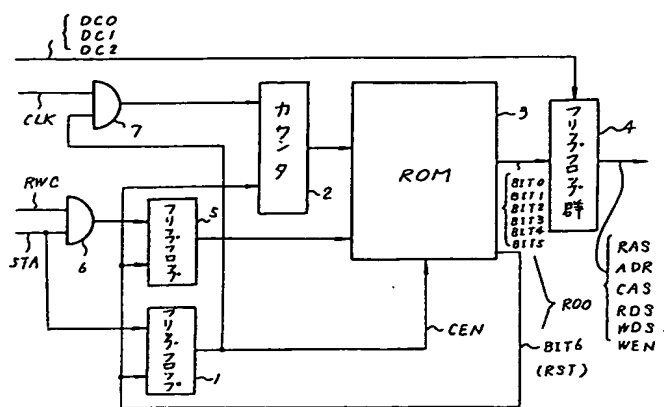 DC0
DC1
DC2
CLK
7
カウンタ
2
ROM
3
フリップフロップ群
4
RWC
STA
6
フリップフロップ
5
BIT0
BIT1
BIT2
BIT3
BIT4
BIT5
ROO
BIT6
(RST)
RAS
ADR
CAS
RDS
WDS
WEN
CEN
フリップフロップ
1